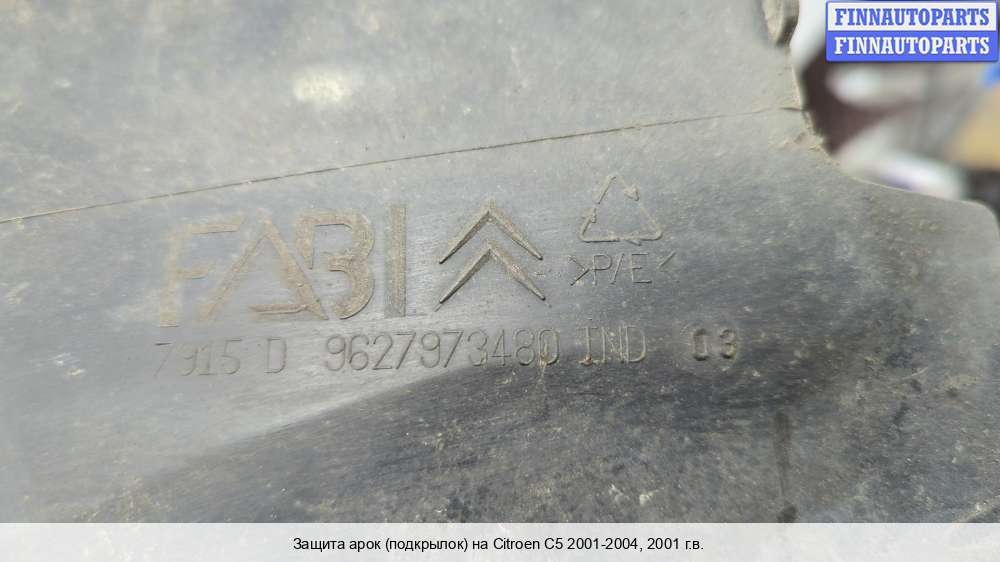 FINNAUTOPARTS
FINNAUTOPARTS
FABI
>P/E<
7915 D 9627973480 IND 03
Защита арок (подкрылок) на Citroen C5 2001-2004, 2001 г.в.